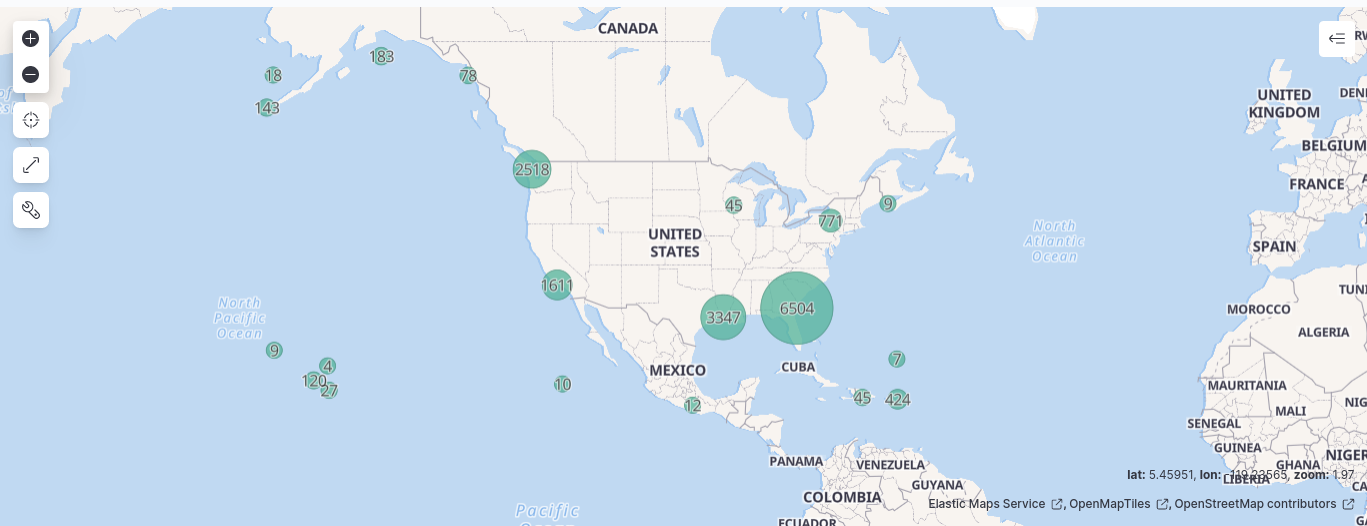 CANADA
183
18
78
143
UNITED
KINGDOM
BELGIUM
FRANCE
2518
45
9
771
North
Atlantic
Ocean
UNITED
STATES
SPAIN
1611
North
Pacific
Ocean
3347
6504
MOROCCO
ALGERIA
9
4
120
27
10
MEXICO
CUBA
7
12
45
424
MAURITANIA
MALI
SENEGAL
GUINEA
GHANA
LIBERIA
PANAMA
VENEZUELA
GUYANA
COLOMBIA
ECUADOR
Pacific
lat: 5.45951, lon: -119.23565, zoom: 1.97
Elastic Maps Service , OpenMapTiles , OpenStreetMap contributors